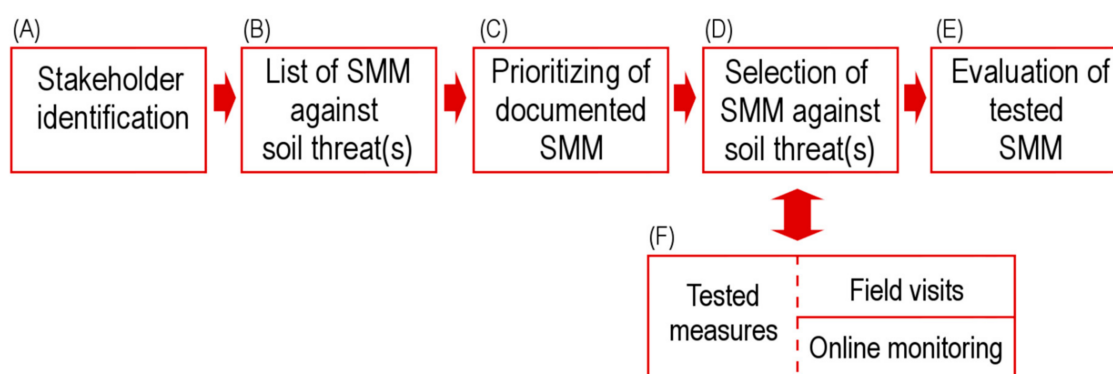 (A)
Stakeholder
identification
(B)
List of SMM
against
soil threat(s)
(C)
Prioritizing of
documented
SMM
(D)
Selection of
SMM against
soil threat(s)
(E)
Evaluation of
tested
SMM
(F)
Tested
measures
Field visits
Online monitoring